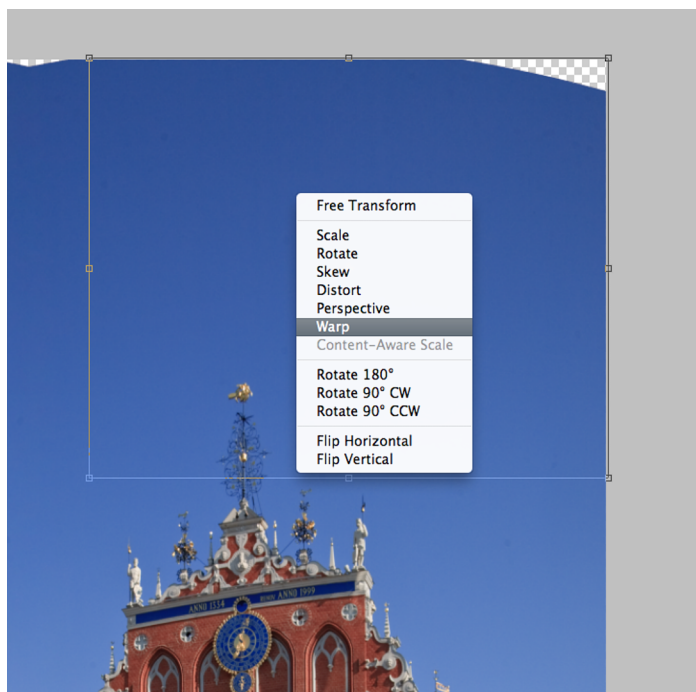 Free Transform
Scale
Rotate
Skew
Distort
Perspective
Warp
Content-Aware Scale
Rotate 180°
Rotate 90° CW
Rotate 90° CCW
Flip Horizontal
Flip Vertical
ANNO 1334 ANNO 1999